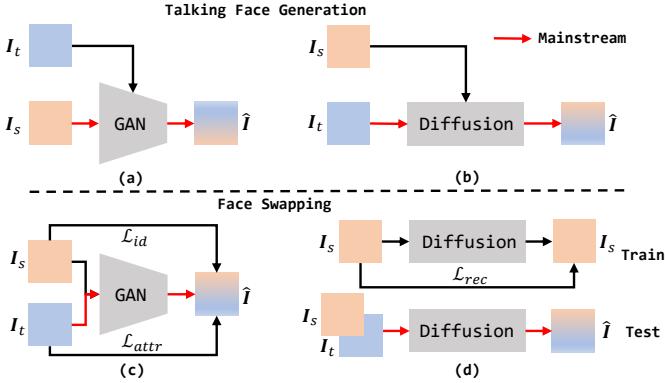 Talking Face Generation
I_t
I_s
GAN
Î
(a)
I_s
Mainstream
I_t
Diffusion
Î
(b)
Face Swapping
ℒ_id
I_s
I_t
GAN
Î
ℒ_attr
(c)
I_s
Diffusion
I_s Train
ℒ_rec
I_s
I_t
Diffusion
Î Test
(d)